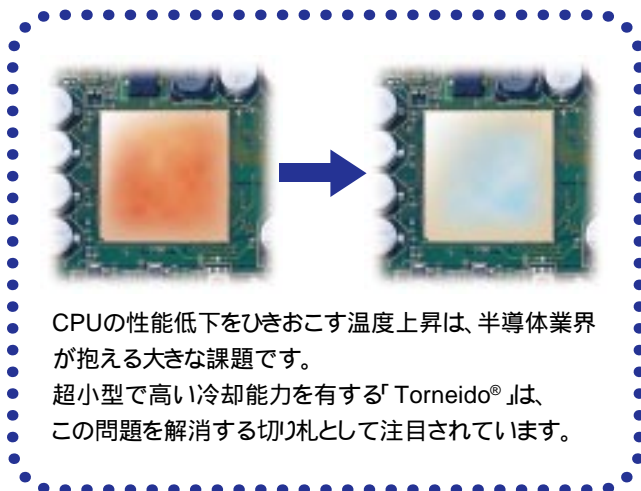 CPUの性能低下をひきおこす温度上昇は、半導体業界
が抱える大きな課題です。
超小型で高い冷却能力を有する「Torneido®」は、
この問題を解消する切り札として注目されています。